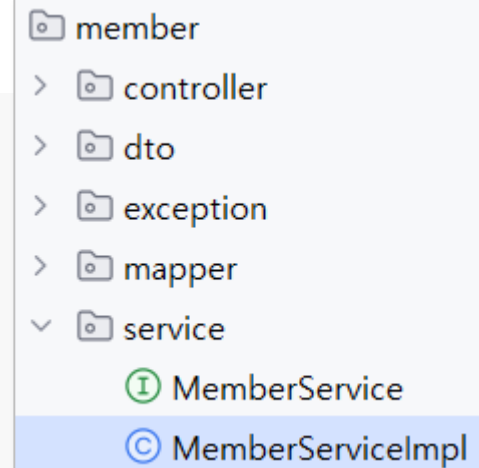 member
controller
dto
exception
mapper
service
I MemberService
C MemberServiceImpl